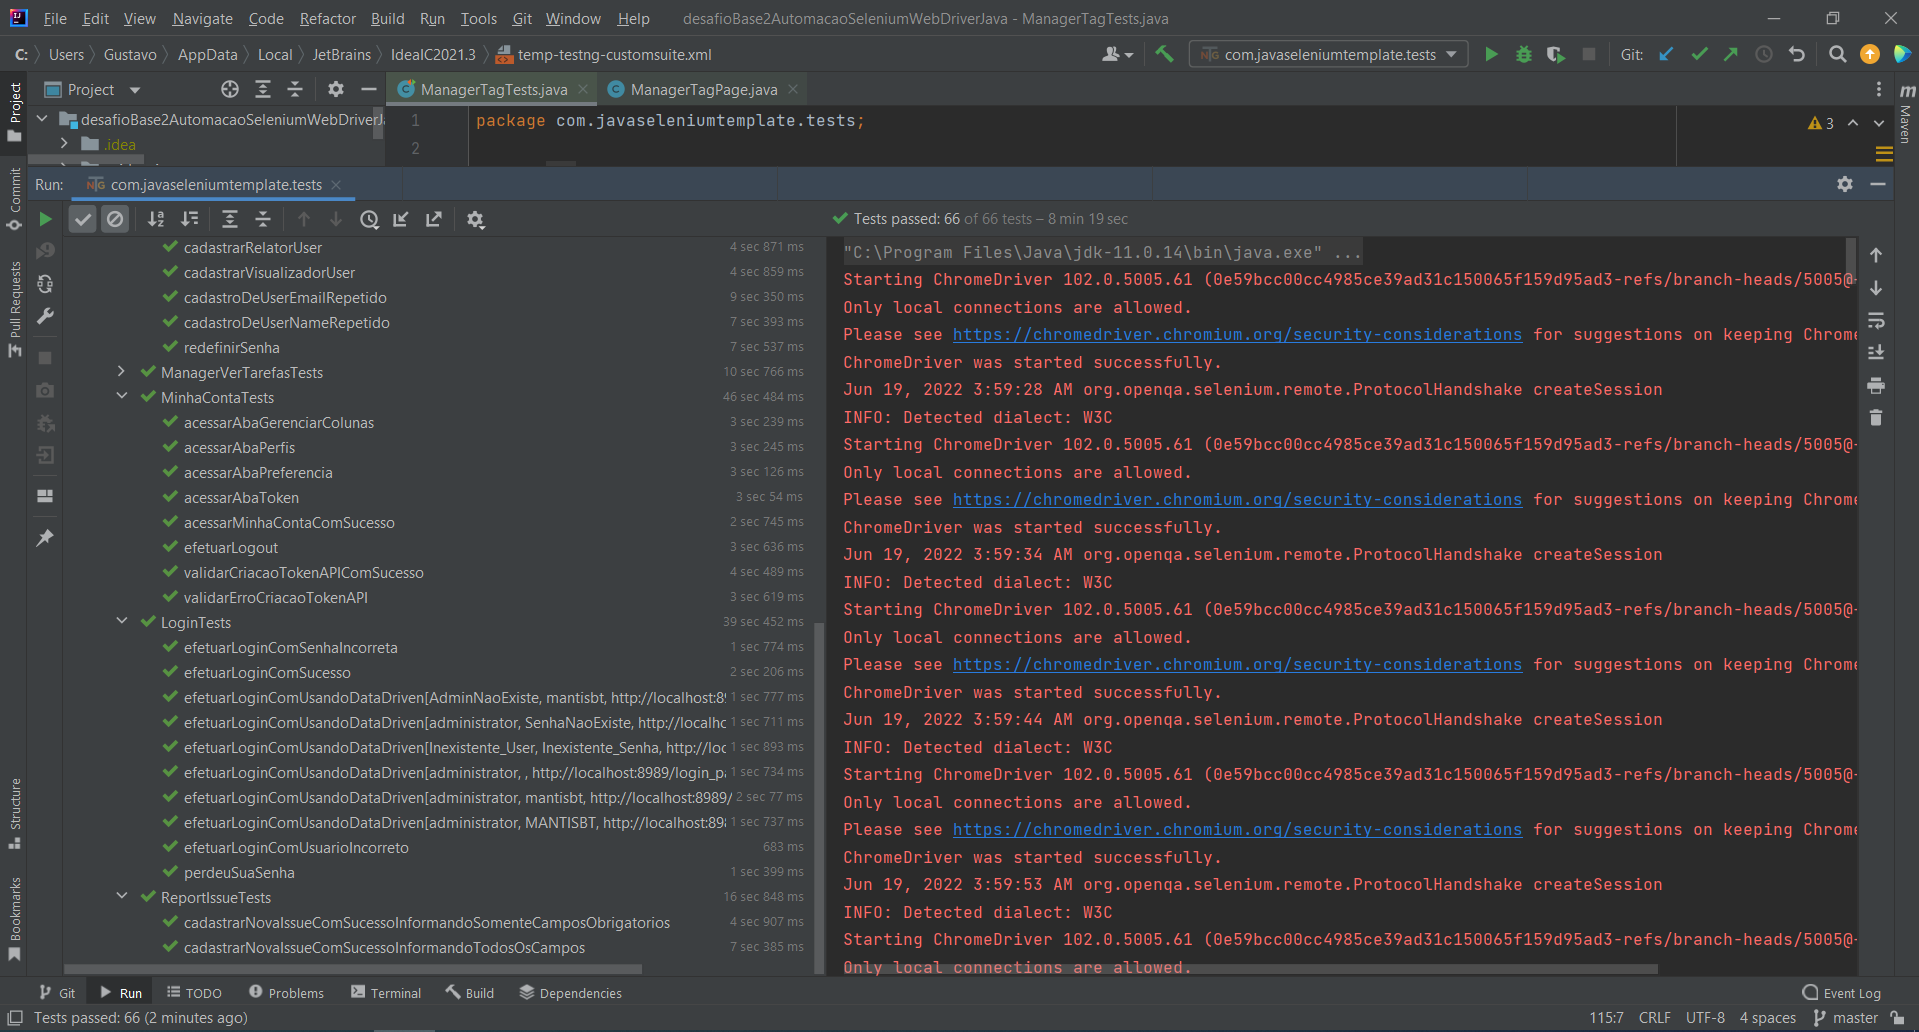 File Edit View Navigate Code Refactor Build Run Tools Git Window Help desafioBase2AutomacaoSeleniumWebDriverJava - ManagerTagTests.java
C: Users Gustavo AppData Local JetBrains IdeaIC2021.3 temp-testng-customsuite.xml com.javaseleniumtemplate.tests Git:
Project ManagerTagTests.java ManagerTagPage.java
desafioBase2AutomacaoSeleniumWebDriverJa
.idea
1 package com.javaseleniumtemplate.tests;
2
3
Project
Commit
Pull Requests
Structure
Bookmarks
Maven
Run: com.javaseleniumtemplate.tests
Tests passed: 66 of 66 tests – 8 min 19 sec
cadastrarRelatorUser 4 sec 871 ms
cadastrarVisualizadorUser 4 sec 859 ms
cadastroDeUserEmailRepetido 9 sec 350 ms
cadastroDeUserNameRepetido 7 sec 393 ms
redefinirSenha 7 sec 537 ms
ManagerVerTarefasTests 10 sec 766 ms
MinhaContaTests 46 sec 484 ms
acessarAbaGerenciarColunas 3 sec 239 ms
acessarAbaPerfis 3 sec 245 ms
acessarAbaPreferencia 3 sec 126 ms
acessarAbaToken 3 sec 54 ms
acessarMinhaContaComSucesso 2 sec 745 ms
efetuarLogout 3 sec 636 ms
validarCriacaoTokenAPIComSucesso 4 sec 489 ms
validarErroCriacaoTokenAPI 3 sec 619 ms
LoginTests 39 sec 452 ms
efetuarLoginComSenhaIncorreta 1 sec 774 ms
efetuarLoginComSucesso 2 sec 206 ms
efetuarLoginComUsandoDataDriven[AdminNaoExiste, mantisbt, http://localhost:89 1 sec 777 ms
efetuarLoginComUsandoDataDriven[administrator, SenhaNaoExiste, http://localhc 1 sec 711 ms
efetuarLoginComUsandoDataDriven[Inexistente_User, Inexistente_Senha, http://loc 1 sec 893 ms
efetuarLoginComUsandoDataDriven[administrator, , http://localhost:8989/login_pa 1 sec 734 ms
efetuarLoginComUsandoDataDriven[administrator, mantisbt, http://localhost:8989/ 2 sec 77 ms
efetuarLoginComUsandoDataDriven[administrator, MANTISBT, http://localhost:898 1 sec 737 ms
efetuarLoginComUsuarioIncorreto 683 ms
perdeuSuaSenha 1 sec 399 ms
ReportIssueTests 16 sec 848 ms
cadastrarNovaIssueComSucessoInformandoSomenteCamposObrigatorios 4 sec 907 ms
cadastrarNovaIssueComSucessoInformandoTodosOsCampos 7 sec 385 ms
"C:\Program Files\Java\jdk-11.0.14\bin\java.exe" ...
Starting ChromeDriver 102.0.5005.61 (0e59bcc00cc4985ce39ad31c150065f159d95ad3-refs/branch-heads/5005@
Only local connections are allowed.
Please see https://chromedriver.chromium.org/security-considerations for suggestions on keeping Chrome
ChromeDriver was started successfully.
Jun 19, 2022 3:59:28 AM org.openqa.selenium.remote.ProtocolHandshake createSession
INFO: Detected dialect: W3C
Starting ChromeDriver 102.0.5005.61 (0e59bcc00cc4985ce39ad31c150065f159d95ad3-refs/branch-heads/5005@
Only local connections are allowed.
Please see https://chromedriver.chromium.org/security-considerations for suggestions on keeping Chrome
ChromeDriver was started successfully.
Jun 19, 2022 3:59:34 AM org.openqa.selenium.remote.ProtocolHandshake createSession
INFO: Detected dialect: W3C
Starting ChromeDriver 102.0.5005.61 (0e59bcc00cc4985ce39ad31c150065f159d95ad3-refs/branch-heads/5005@
Only local connections are allowed.
Please see https://chromedriver.chromium.org/security-considerations for suggestions on keeping Chrome
ChromeDriver was started successfully.
Jun 19, 2022 3:59:44 AM org.openqa.selenium.remote.ProtocolHandshake createSession
INFO: Detected dialect: W3C
Starting ChromeDriver 102.0.5005.61 (0e59bcc00cc4985ce39ad31c150065f159d95ad3-refs/branch-heads/5005@
Only local connections are allowed.
Please see https://chromedriver.chromium.org/security-considerations for suggestions on keeping Chrome
ChromeDriver was started successfully.
Jun 19, 2022 3:59:53 AM org.openqa.selenium.remote.ProtocolHandshake createSession
INFO: Detected dialect: W3C
Starting ChromeDriver 102.0.5005.61 (0e59bcc00cc4985ce39ad31c150065f159d95ad3-refs/branch-heads/5005@
Only local connections are allowed.
Git Run TODO Problems Terminal Build Dependencies Event Log
Tests passed: 66 (2 minutes ago) 115:7 CRLF UTF-8 4 spaces master